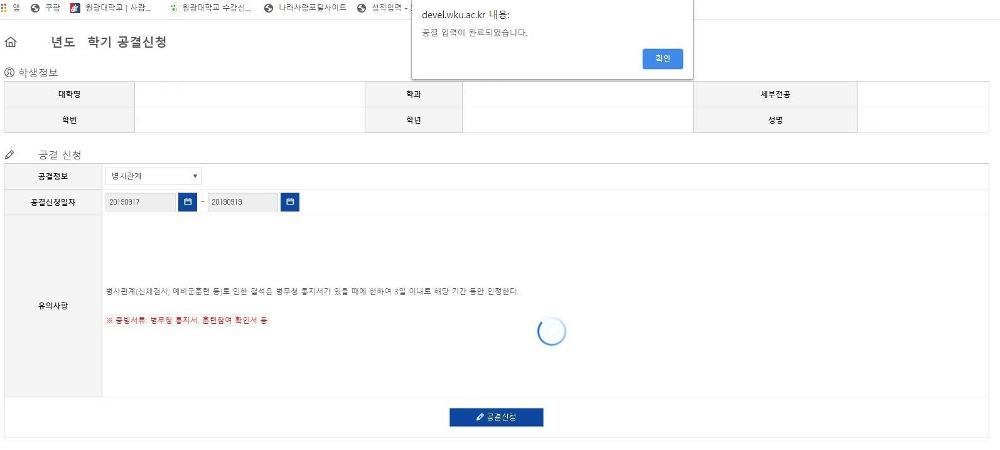 앱 쿠팡 원광대학교 | 사람... 원광대학교 수강신... 나라사랑포털사이트 성적입력 -
devel.wku.ac.kr 내용:
공결 입력이 완료되었습니다.
확인
년도 학기 공결신청
학생정보
대학명 학과 세부전공
학번 학년 성명
공결 신청
공결정보 병사관계
공결신청일자 20190917 ~ 20190919
유의사항
병사관계(신체검사, 예비군훈련 등)로 인한 결석은 병무청 통지서가 있을 때에 한하여 3일 이내로 해당 기간 동안 인정한다.
※ 증빙서류: 병무청 통지서, 훈련참여 확인서 등
공결신청